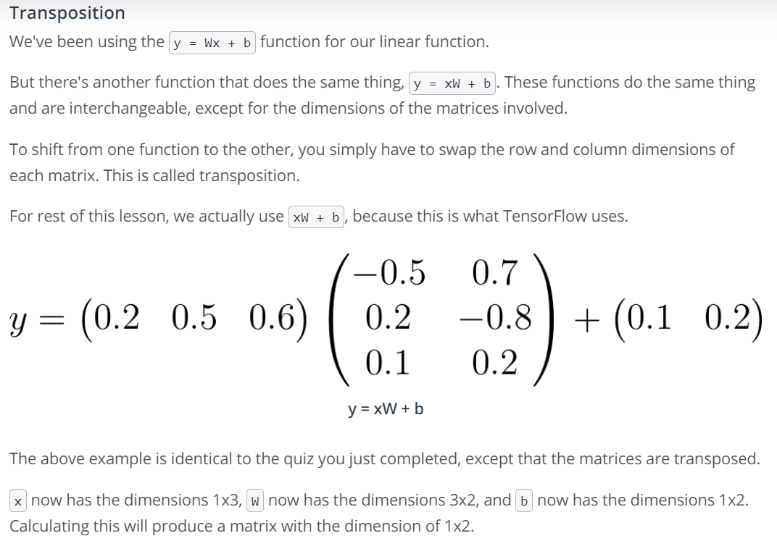 Transposition
We've been using the y = Wx + b function for our linear function.
But there's another function that does the same thing, y = xW + b. These functions do the same thing
and are interchangeable, except for the dimensions of the matrices involved.
To shift from one function to the other, you simply have to swap the row and column dimensions of
each matrix. This is called transposition.
For rest of this lesson, we actually use xW + b, because this is what TensorFlow uses.
−0.5 0.7
y = (0.2 0.5 0.6) ( 0.2 −0.8 ) + (0.1 0.2)
0.1 0.2
y = xW + b
The above example is identical to the quiz you just completed, except that the matrices are transposed.
x now has the dimensions 1x3, W now has the dimensions 3x2, and b now has the dimensions 1x2.
Calculating this will produce a matrix with the dimension of 1x2.